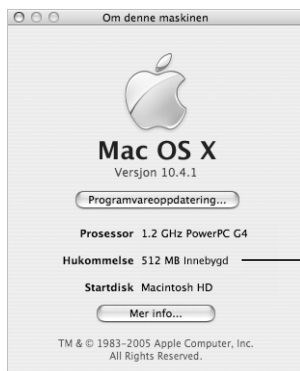 Om denne maskinen
Mac OS X
Versjon 10.4.1
Programvareoppdatering...
Prosessor 1.2 GHz PowerPC G4
Hukommelse 512 MB Innebygd
Startdisk Macintosh HD
Mer info...
TM & © 1983–2005 Apple Computer, Inc.
All Rights Reserved.